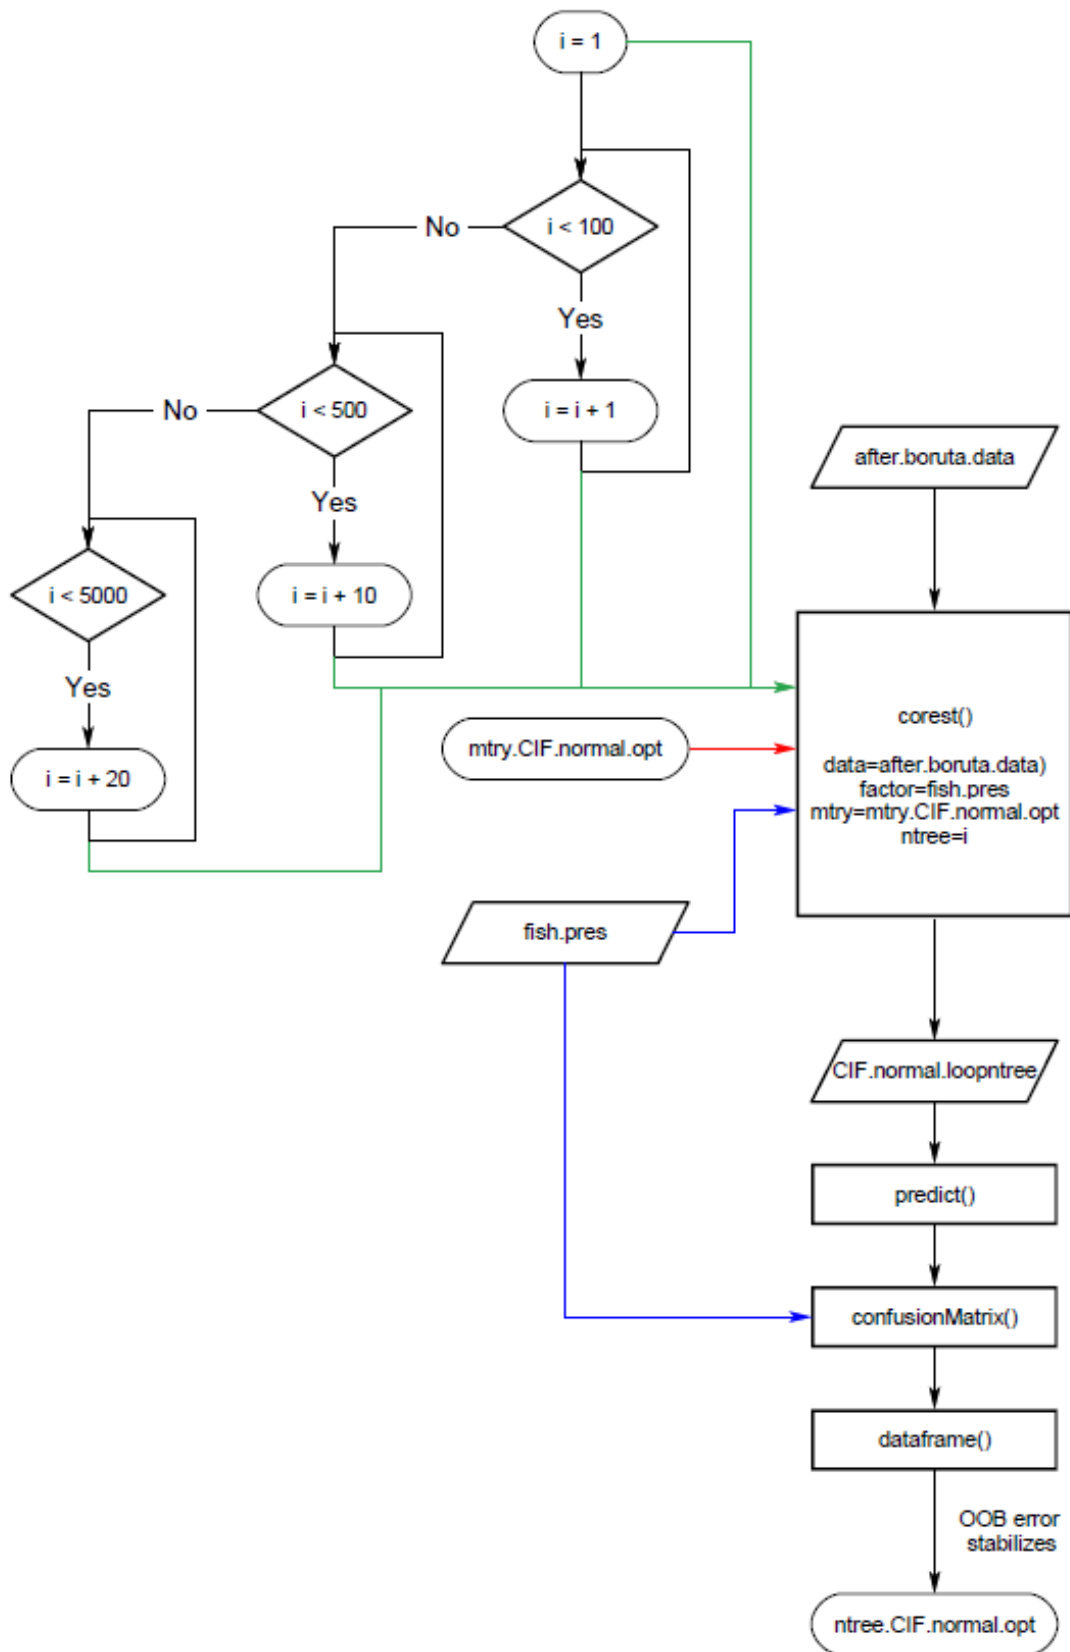 i = 1
i < 100
No
Yes
i = i + 1
i < 500
No
Yes
i = i + 10
i < 5000
Yes
i = i + 20
after.boruta.data
corest()
data=after.boruta.data)
factor=fish.pres
mtry=mtry.CIF.normal.opt
ntree=i
mtry.CIF.normal.opt
fish.pres
CIF.normal.loopntree
predict()
confusionMatrix()
dataframe()
OOB error
stabilizes
ntree.CIF.normal.opt